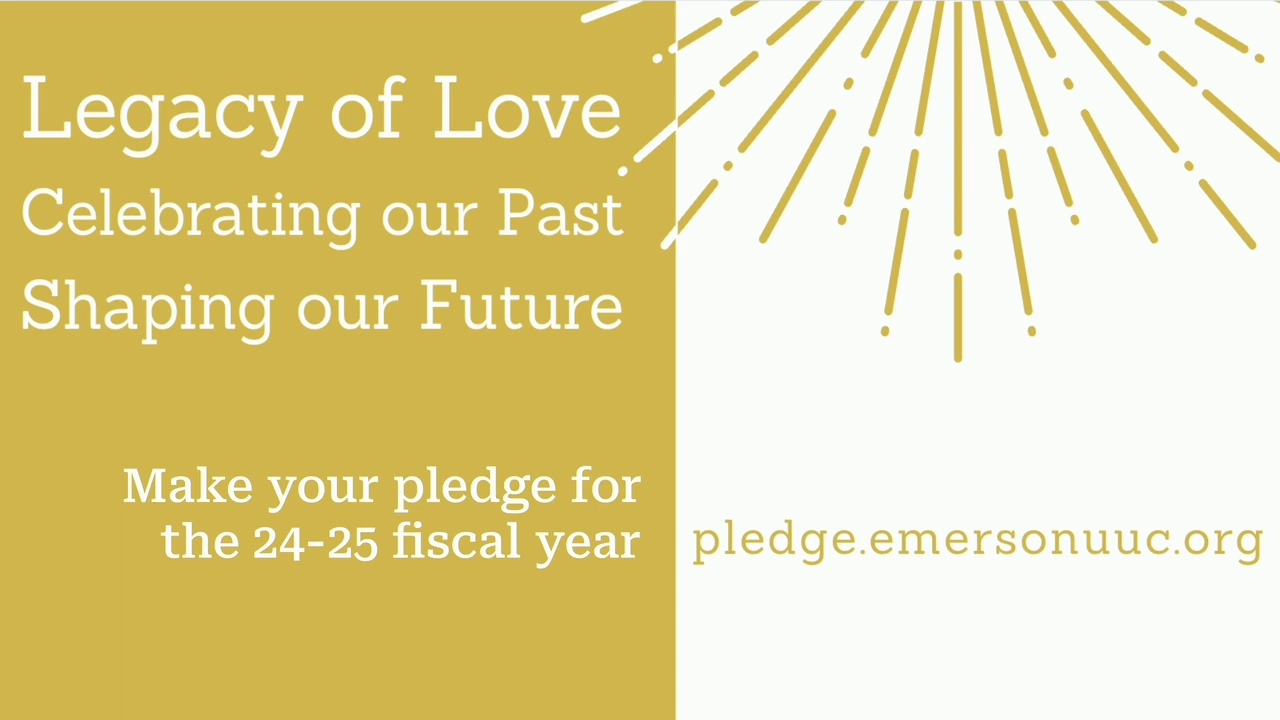 Legacy of Love
Celebrating our Past
Shaping our Future
Make your pledge for
the 24-25 fiscal year
pledge.emersonuuc.org